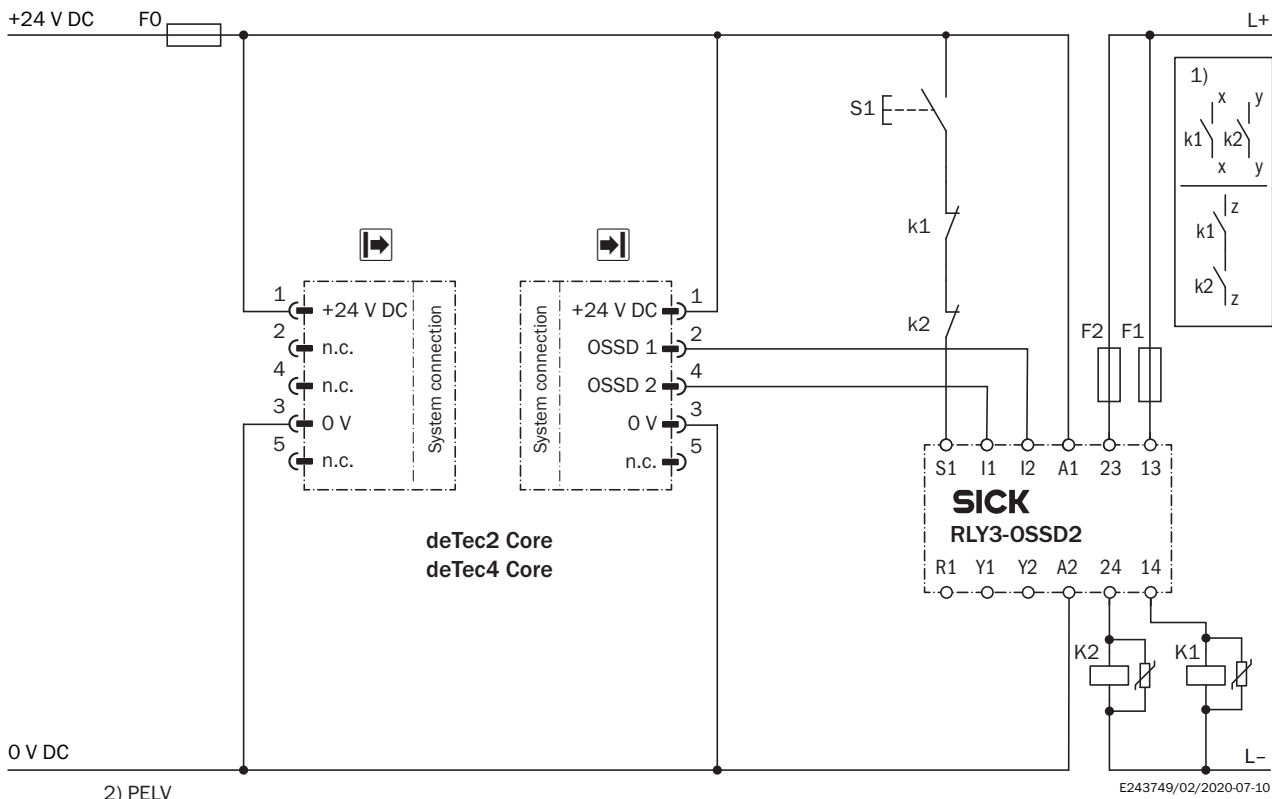 +24 V DC
F0
L+
S1
1)
x
y
k1
k2
x
y
z
k1
k2
z
k1
k2
F2
F1
1
+24 V DC
2
n.c.
4
n.c.
3
0 V
5
n.c.
System connection
System connection
+24 V DC
1
OSSD 1
2
OSSD 2
4
0 V
3
n.c.
5
deTec2 Core
deTec4 Core
S1 I1 I2 A1 23 13
SICK
RLY3-OSSD2
R1 Y1 Y2 A2 24 14
K2
K1
0 V DC
L–
2) PELV
E243749/02/2020-07-10